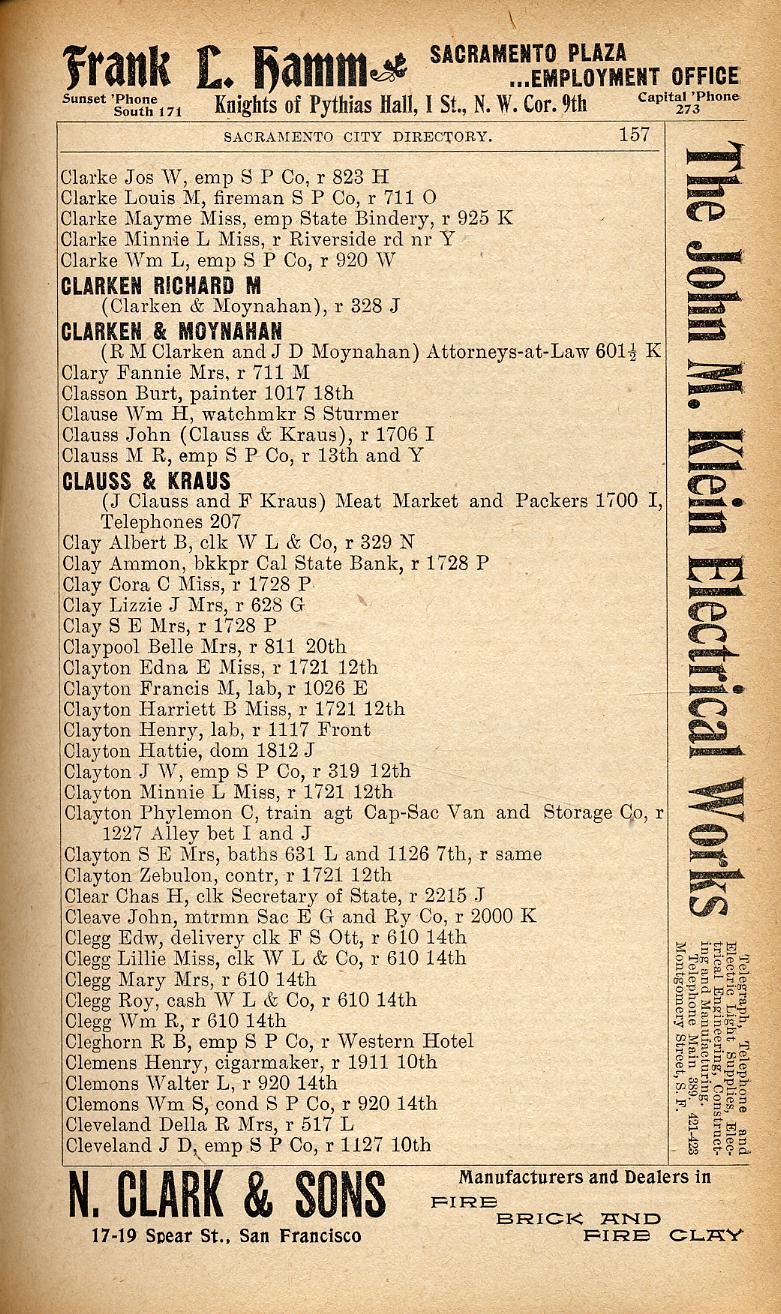 Frank L. Hamm
SACRAMENTO PLAZA
...EMPLOYMENT OFFICE
Sunset 'Phone
South 171
Knights of Pythias Hall, I St., N. W. Cor. 9th
Capital 'Phone
273
SACRAMENTO CITY DIRECTORY. 157
Clarke Jos W, emp S P Co, r 823 H
Clarke Louis M, fireman S P Co, r 711 O
Clarke Mayme Miss, emp State Bindery, r 925 K
Clarke Minnie L Miss, r Riverside rd nr Y
Clarke Wm L, emp S P Co, r 920 W
CLARKEN RICHARD M
(Clarken & Moynahan), r 328 J
CLARKEN & MOYNAHAN
(R M Clarken and J D Moynahan) Attorneys-at-Law 601½ K
Clary Fannie Mrs, r 711 M
Classon Burt, painter 1017 18th
Clause Wm H, watchmkr S Sturmer
Clauss John (Clauss & Kraus), r 1706 I
Clauss M R, emp S P Co, r 13th and Y
CLAUSS & KRAUS
(J Clauss and F Kraus) Meat Market and Packers 1700 I,
Telephones 207
Clay Albert B, clk W L & Co, r 329 N
Clay Ammon, bkkpr Cal State Bank, r 1728 P
Clay Cora C Miss, r 1728 P
Clay Lizzie J Mrs, r 628 G
Clay S E Mrs, r 1728 P
Claypool Belle Mrs, r 811 20th
Clayton Edna E Miss, r 1721 12th
Clayton Francis M, lab, r 1026 E
Clayton Harriett B Miss, r 1721 12th
Clayton Henry, lab, r 1117 Front
Clayton Hattie, dom 1812 J
Clayton J W, emp S P Co, r 319 12th
Clayton Minnie L Miss, r 1721 12th
Clayton Phylemon C, train agt Cap-Sac Van and Storage Co, r
1227 Alley bet I and J
Clayton S E Mrs, baths 631 L and 1126 7th, r same
Clayton Zebulon, contr, r 1721 12th
Clear Chas H, clk Secretary of State, r 2215 J
Cleave John, mtrmn Sac E G and Ry Co, r 2000 K
Clegg Edw, delivery clk F S Ott, r 610 14th
Clegg Lillie Miss, clk W L & Co, r 610 14th
Clegg Mary Mrs, r 610 14th
Clegg Roy, cash W L & Co, r 610 14th
Clegg Wm R, r 610 14th
Cleghorn R B, emp S P Co, r Western Hotel
Clemens Henry, cigarmaker, r 1911 10th
Clemons Walter L, r 920 14th
Clemons Wm S, cond S P Co, r 920 14th
Cleveland Della R Mrs, r 517 L
Cleveland J D, emp S P Co, r 1127 10th
The John M. Klein Electrical Works
Telegraph, Telephone and
Electric Light Supplies, Elec-
trical Engineering, Construct-
ing and Manufacturing.
Telephone Main 389. 421-423
Montgomery Street, S. F.
N. CLARK & SONS
17-19 Spear St., San Francisco
Manufacturers and Dealers in
FIRE
BRICK AND
FIRE CLAY